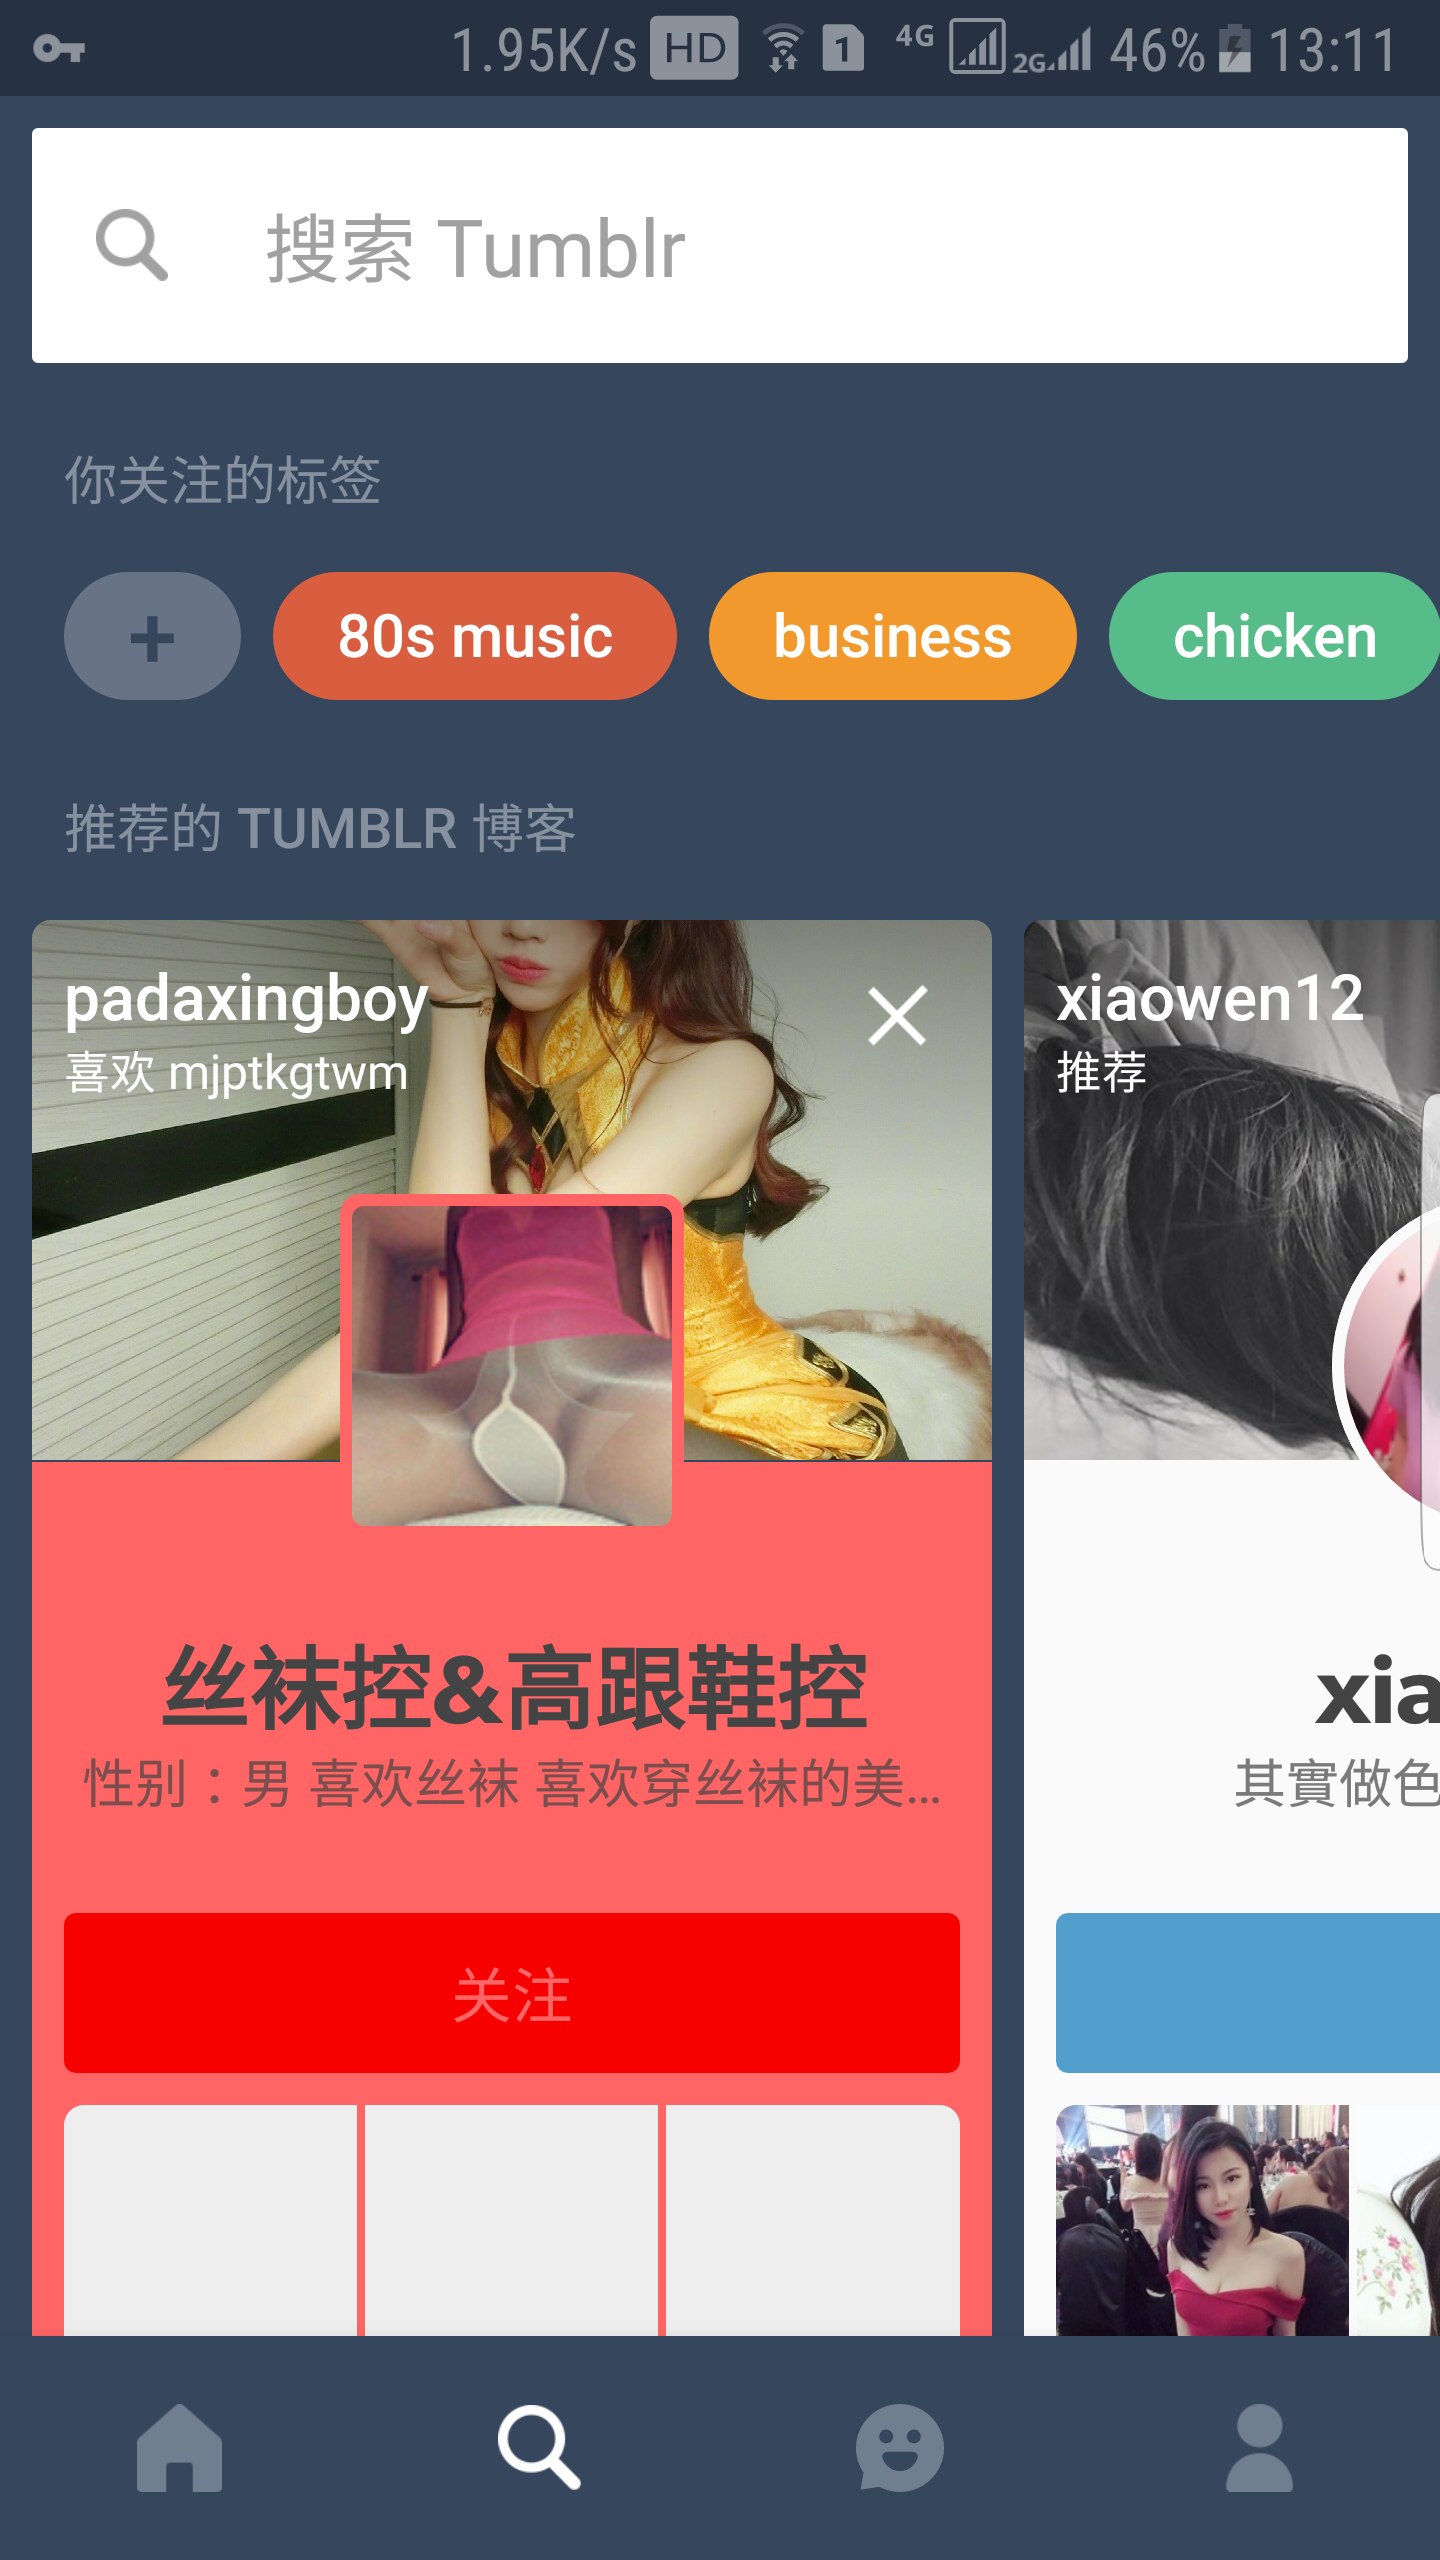 1.95K/s HD 1 4G 2G 46% 13:11
搜索 Tumblr
你关注的标签
+ 80s music business chicken
推荐的 TUMBLR 博客
padaxingboy
喜欢 mjptkgtwm
丝袜控&高跟鞋控
性别：男 喜欢丝袜 喜欢穿丝袜的美...
关注
xiaowen12
推荐
xia
其實做色